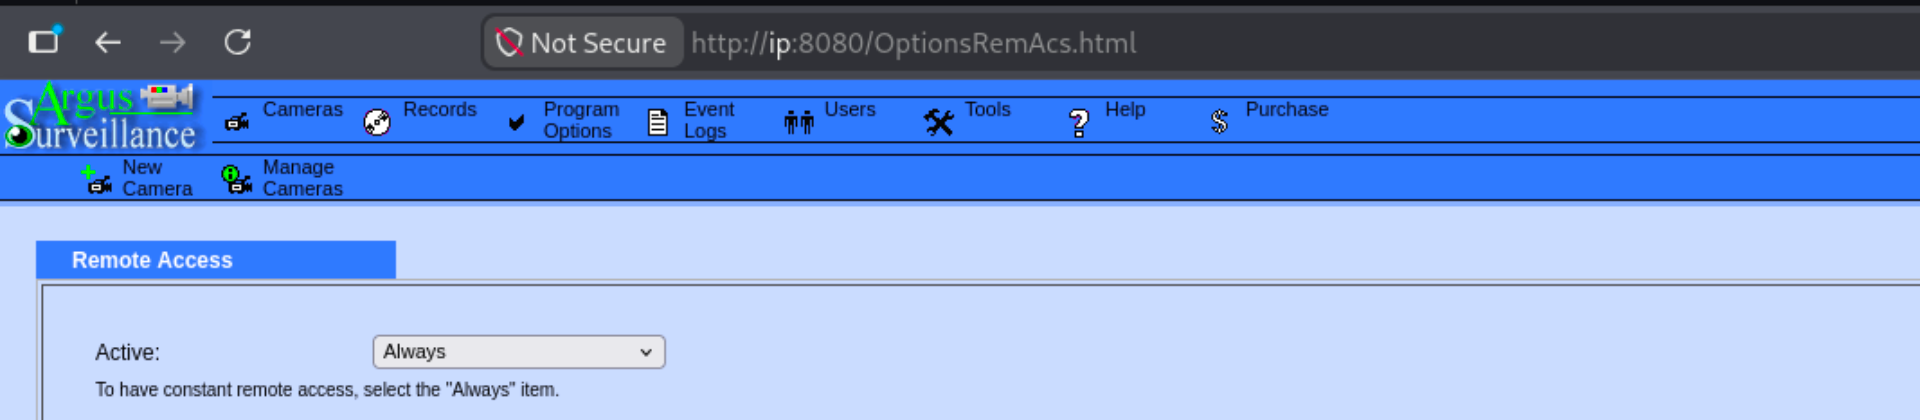 Not Secure http://ip:8080/OptionsRemAcs.html
Argus
Surveillance
Cameras
Records
Program
Options
Event
Logs
Users
Tools
Help
Purchase
New
Camera
Manage
Cameras
Remote Access
Active: Always
To have constant remote access, select the "Always" item.